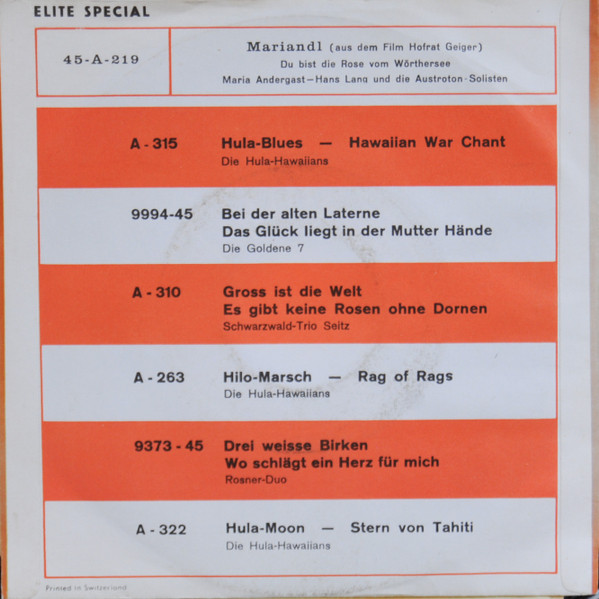 ELITE SPECIAL
45-A-219
Mariandl (aus dem Film Hofrat Geiger)
Du bist die Rose vom Wörthersee
Maria Andergast—Hans Lang und die Austroton-Solisten
A - 315 Hula-Blues — Hawaiian War Chant
Die Hula-Hawaiians
9994-45 Bei der alten Laterne
Das Glück liegt in der Mutter Hände
Die Goldene 7
A - 310 Gross ist die Welt
Es gibt keine Rosen ohne Dornen
Schwarzwald-Trio Seitz
A - 263 Hilo-Marsch — Rag of Rags
Die Hula-Hawaiians
9373 - 45 Drei weisse Birken
Wo schlägt ein Herz für mich
Rosner-Duo
A - 322 Hula-Moon — Stern von Tahiti
Die Hula-Hawaiians
Printed in Switzerland